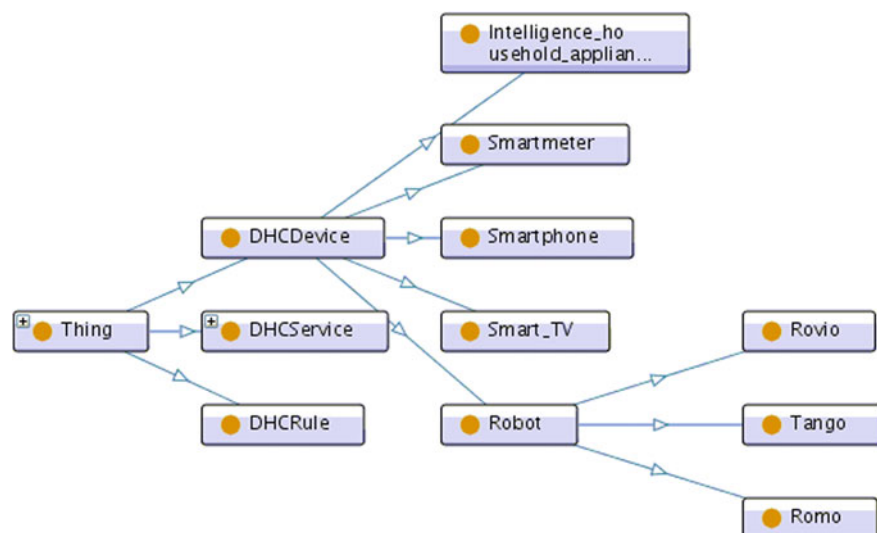 Intelligence_ho
usehold_applian...
Smartmeter
DHCDevice
Smartphone
Thing
DHCService
Smart_TV
Rovio
DHCRule
Robot
Tango
Romo